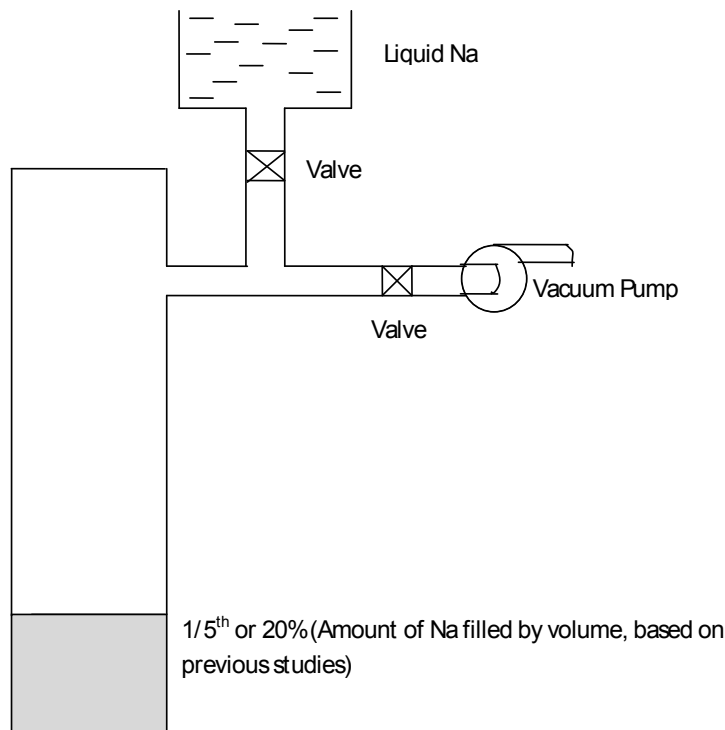 Liquid Na
Valve
Vacuum Pump
Valve
1/5th or 20% (Amount of Na filled by volume, based on
previous studies)